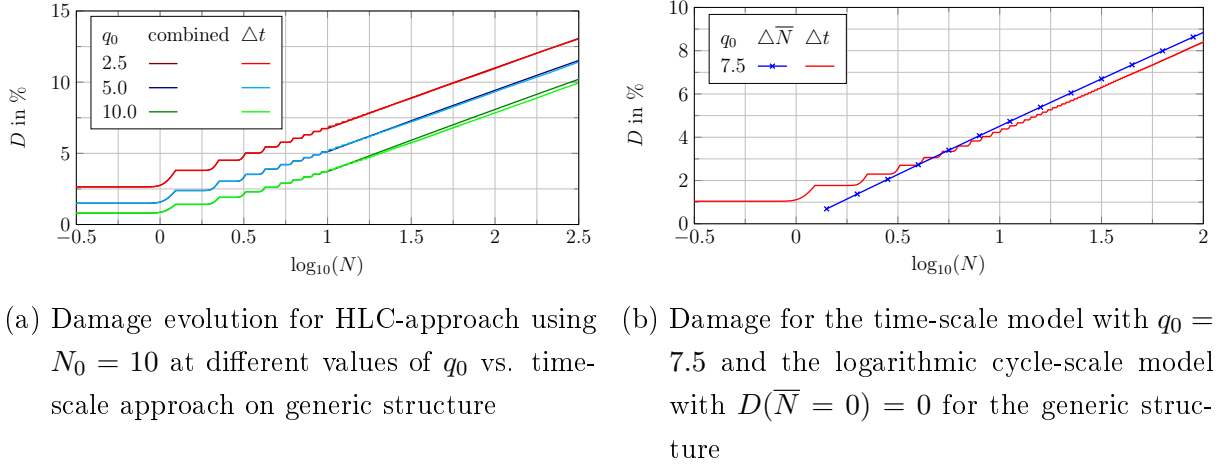 15
10
5
0
D in %
q₀ combined △t
2.5
5.0
10.0
−0.5 0 0.5 1 1.5 2 2.5
log₁₀(N)
10
8
6
4
2
0
D in %
q₀ △N̅ △t
7.5
−0.5 0 0.5 1 1.5 2
log₁₀(N)
(a) Damage evolution for HLC-approach using
N₀ = 10 at different values of q₀ vs. time-
scale approach on generic structure
(b) Damage for the time-scale model with q₀ =
7.5 and the logarithmic cycle-scale model
with D(N̅ = 0) = 0 for the generic struc-
ture